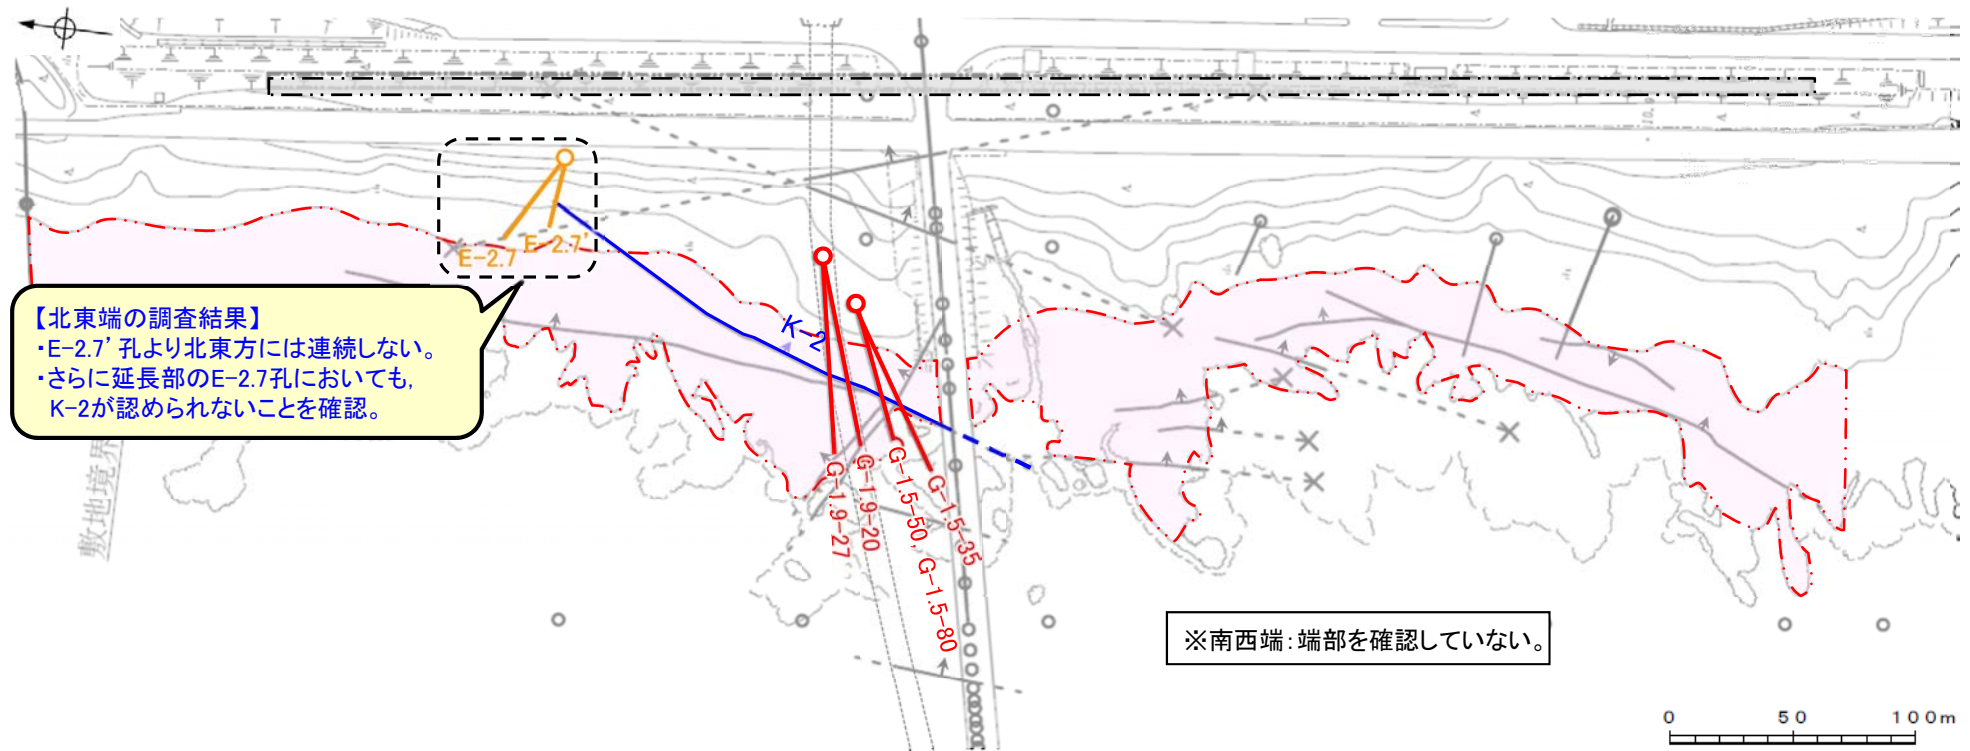 E-2.7
E-2.7'
【北東端の調査結果】
・E-2.7’孔より北東方には連続しない。
・さらに延長部のE-2.7孔においても,
K-2が認められないことを確認。
K-2
敷地境界
G-1.9-27
G-1.9-20
G-1.5-50, G-1.5-80
G-1.5-35
※南西端:端部を確認していない。
0 50 100m